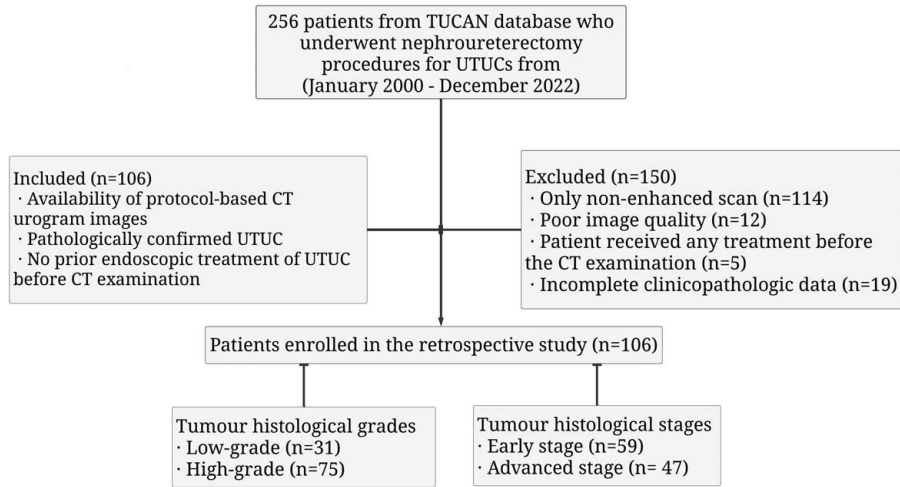 256 patients from TUCAN database who
underwent nephroureterectomy
procedures for UTUCs from
(January 2000 - December 2022)
Included (n=106)
· Availability of protocol-based CT
urogram images
· Pathologically confirmed UTUC
· No prior endoscopic treatment of UTUC
before CT examination
Excluded (n=150)
· Only non-enhanced scan (n=114)
· Poor image quality (n=12)
· Patient received any treatment before
the CT examination (n=5)
· Incomplete clinicopathologic data (n=19)
Patients enrolled in the retrospective study (n=106)
Tumour histological grades
· Low-grade (n=31)
· High-grade (n=75)
Tumour histological stages
· Early stage (n=59)
· Advanced stage (n= 47)